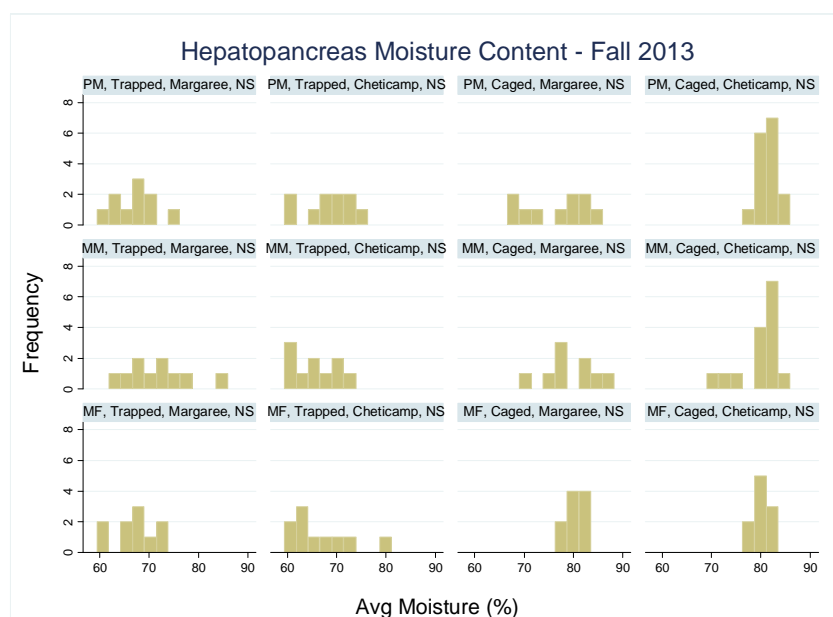 Hepatopancreas Moisture Content - Fall 2013
PM, Trapped, Margaree, NS PM, Trapped, Cheticamp, NS PM, Caged, Margaree, NS PM, Caged, Cheticamp, NS
8
6
4
2
0
MM, Trapped, Margaree, NS MM, Trapped, Cheticamp, NS MM, Caged, Margaree, NS MM, Caged, Cheticamp, NS
8
6
4
2
0
Frequency
MF, Trapped, Margaree, NS MF, Trapped, Cheticamp, NS MF, Caged, Margaree, NS MF, Caged, Cheticamp, NS
8
6
4
2
0
60 70 80 90 60 70 80 90 60 70 80 90 60 70 80 90
Avg Moisture (%)